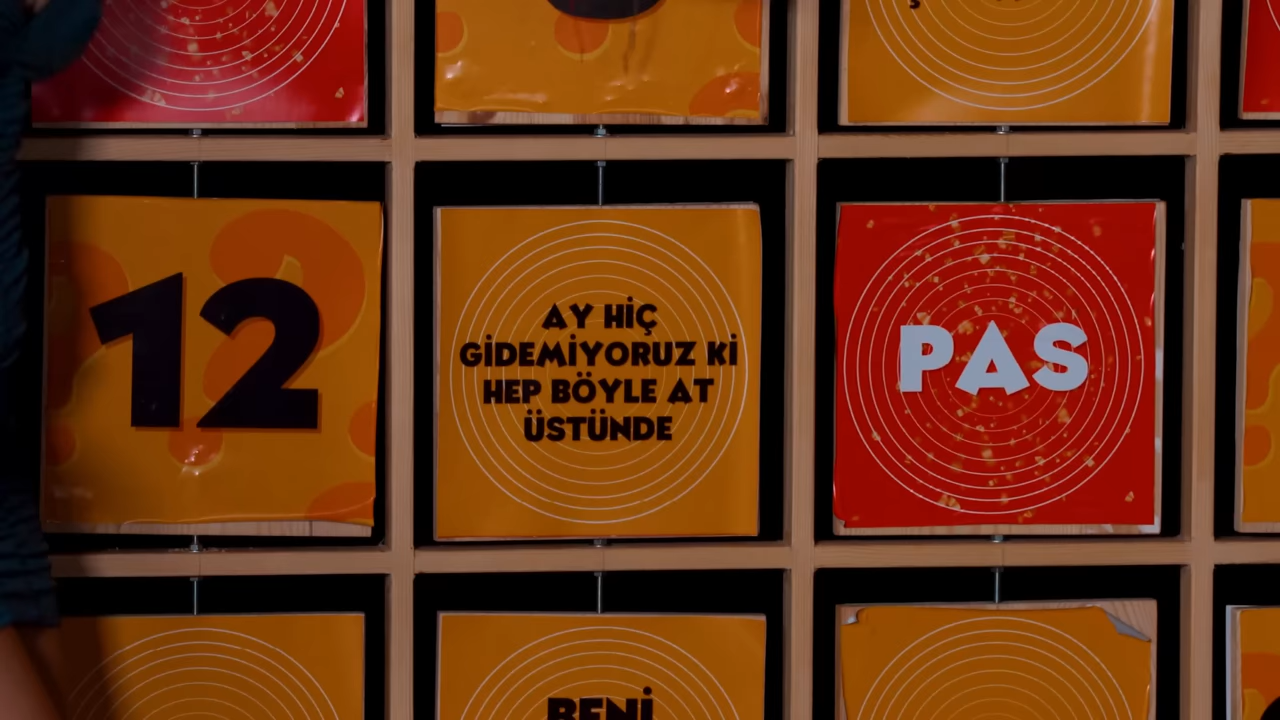 12
AY HİÇ
GİDEMİYORUZ Kİ
HEP BÖYLE AT
ÜSTÜNDE
PAS
BENİ